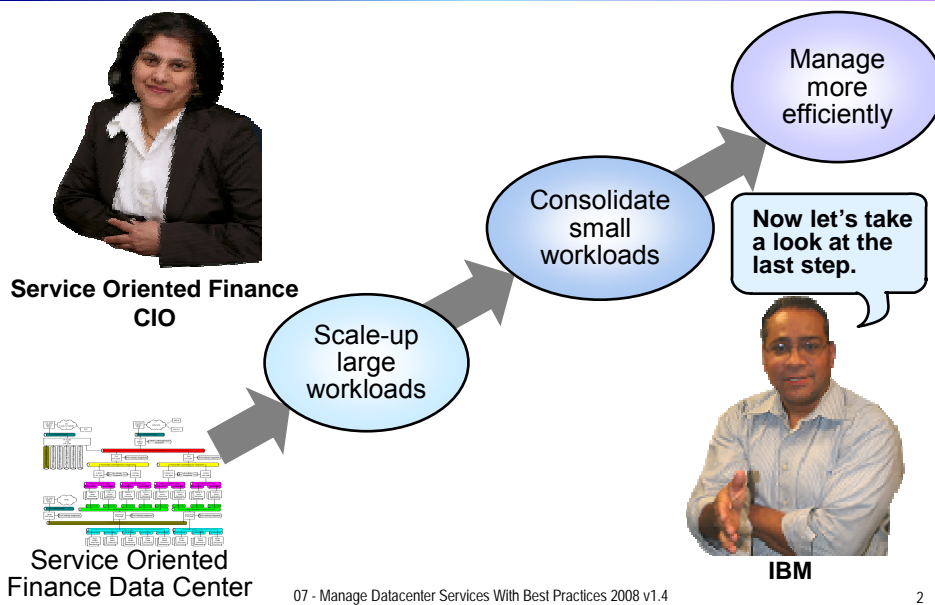 Manage
more
efficiently
Consolidate
small
workloads
Now let's take
a look at the
last step.
Service Oriented Finance
CIO
Scale-up
large
workloads
Service Oriented
Finance Data Center
IBM
07 - Manage Datacenter Services With Best Practices 2008 v1.4
2